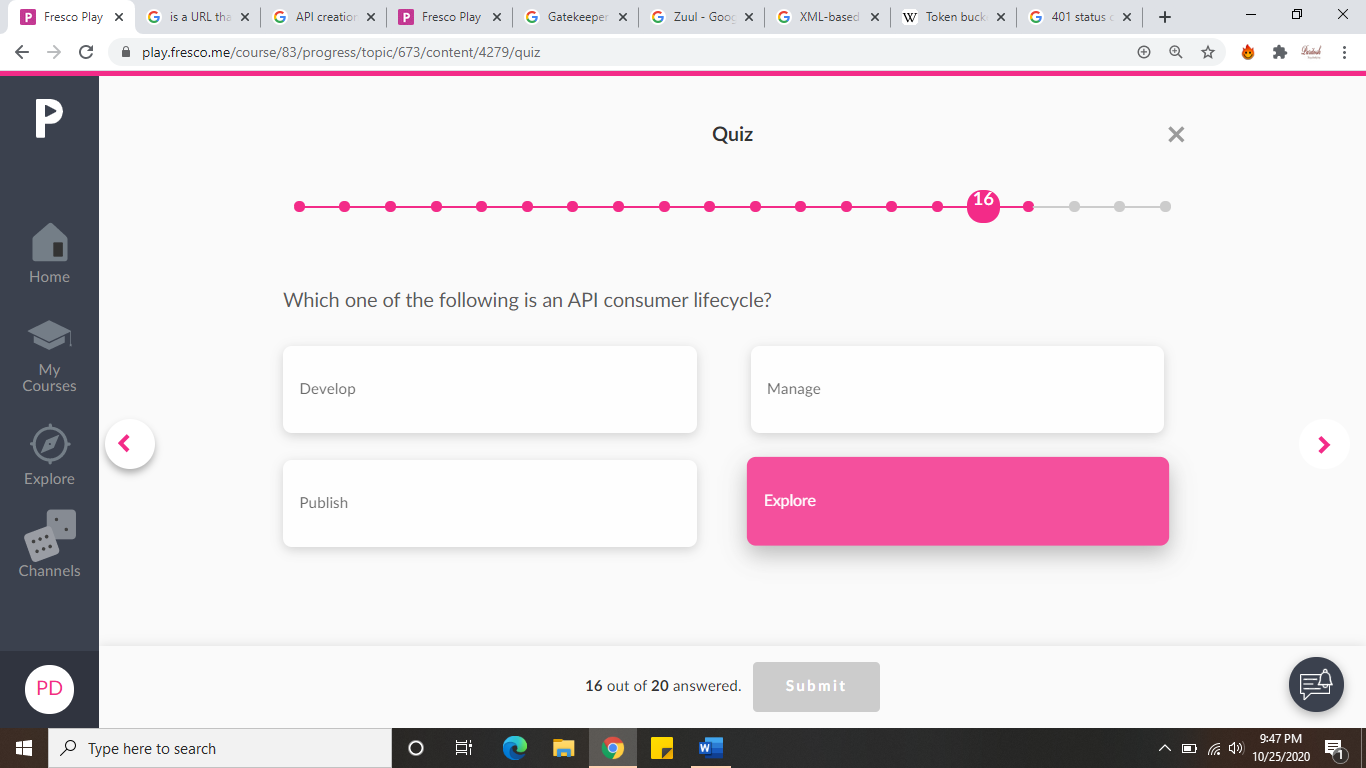 Fresco Play
is a URL tha
API creation
Fresco Play
Gatekeeper
Zuul - Goog
XML-based
W Token buck
401 status c
play.fresco.me/course/83/progress/topic/673/content/4279/quiz
P
Home
My
Courses
Explore
Channels
PD
Quiz
16
Which one of the following is an API consumer lifecycle?
Develop
Manage
Publish
Explore
16 out of 20 answered.
Submit
Type here to search
9:47 PM
10/25/2020
1